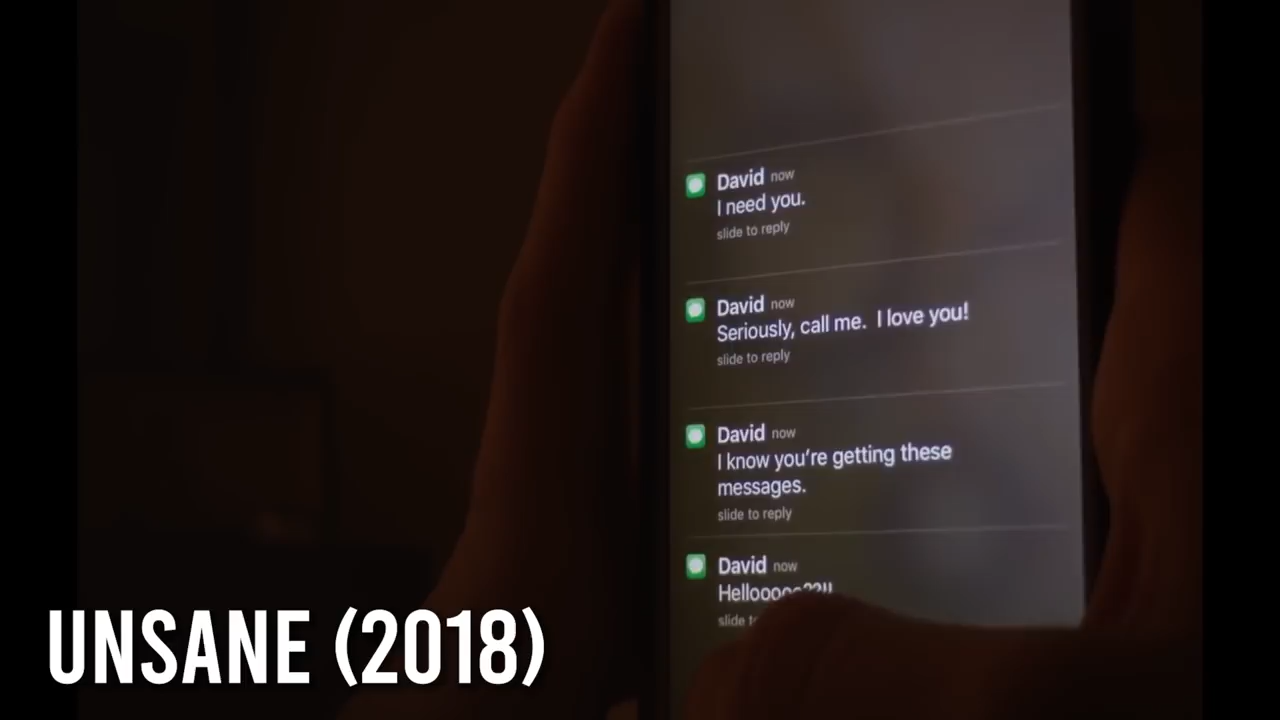 David now
I need you.
slide to reply
David now
Seriously, call me.  I love you!
slide to reply
David now
I know you're getting these
messages.
slide to reply
David now
slide
UNSANE (2018)